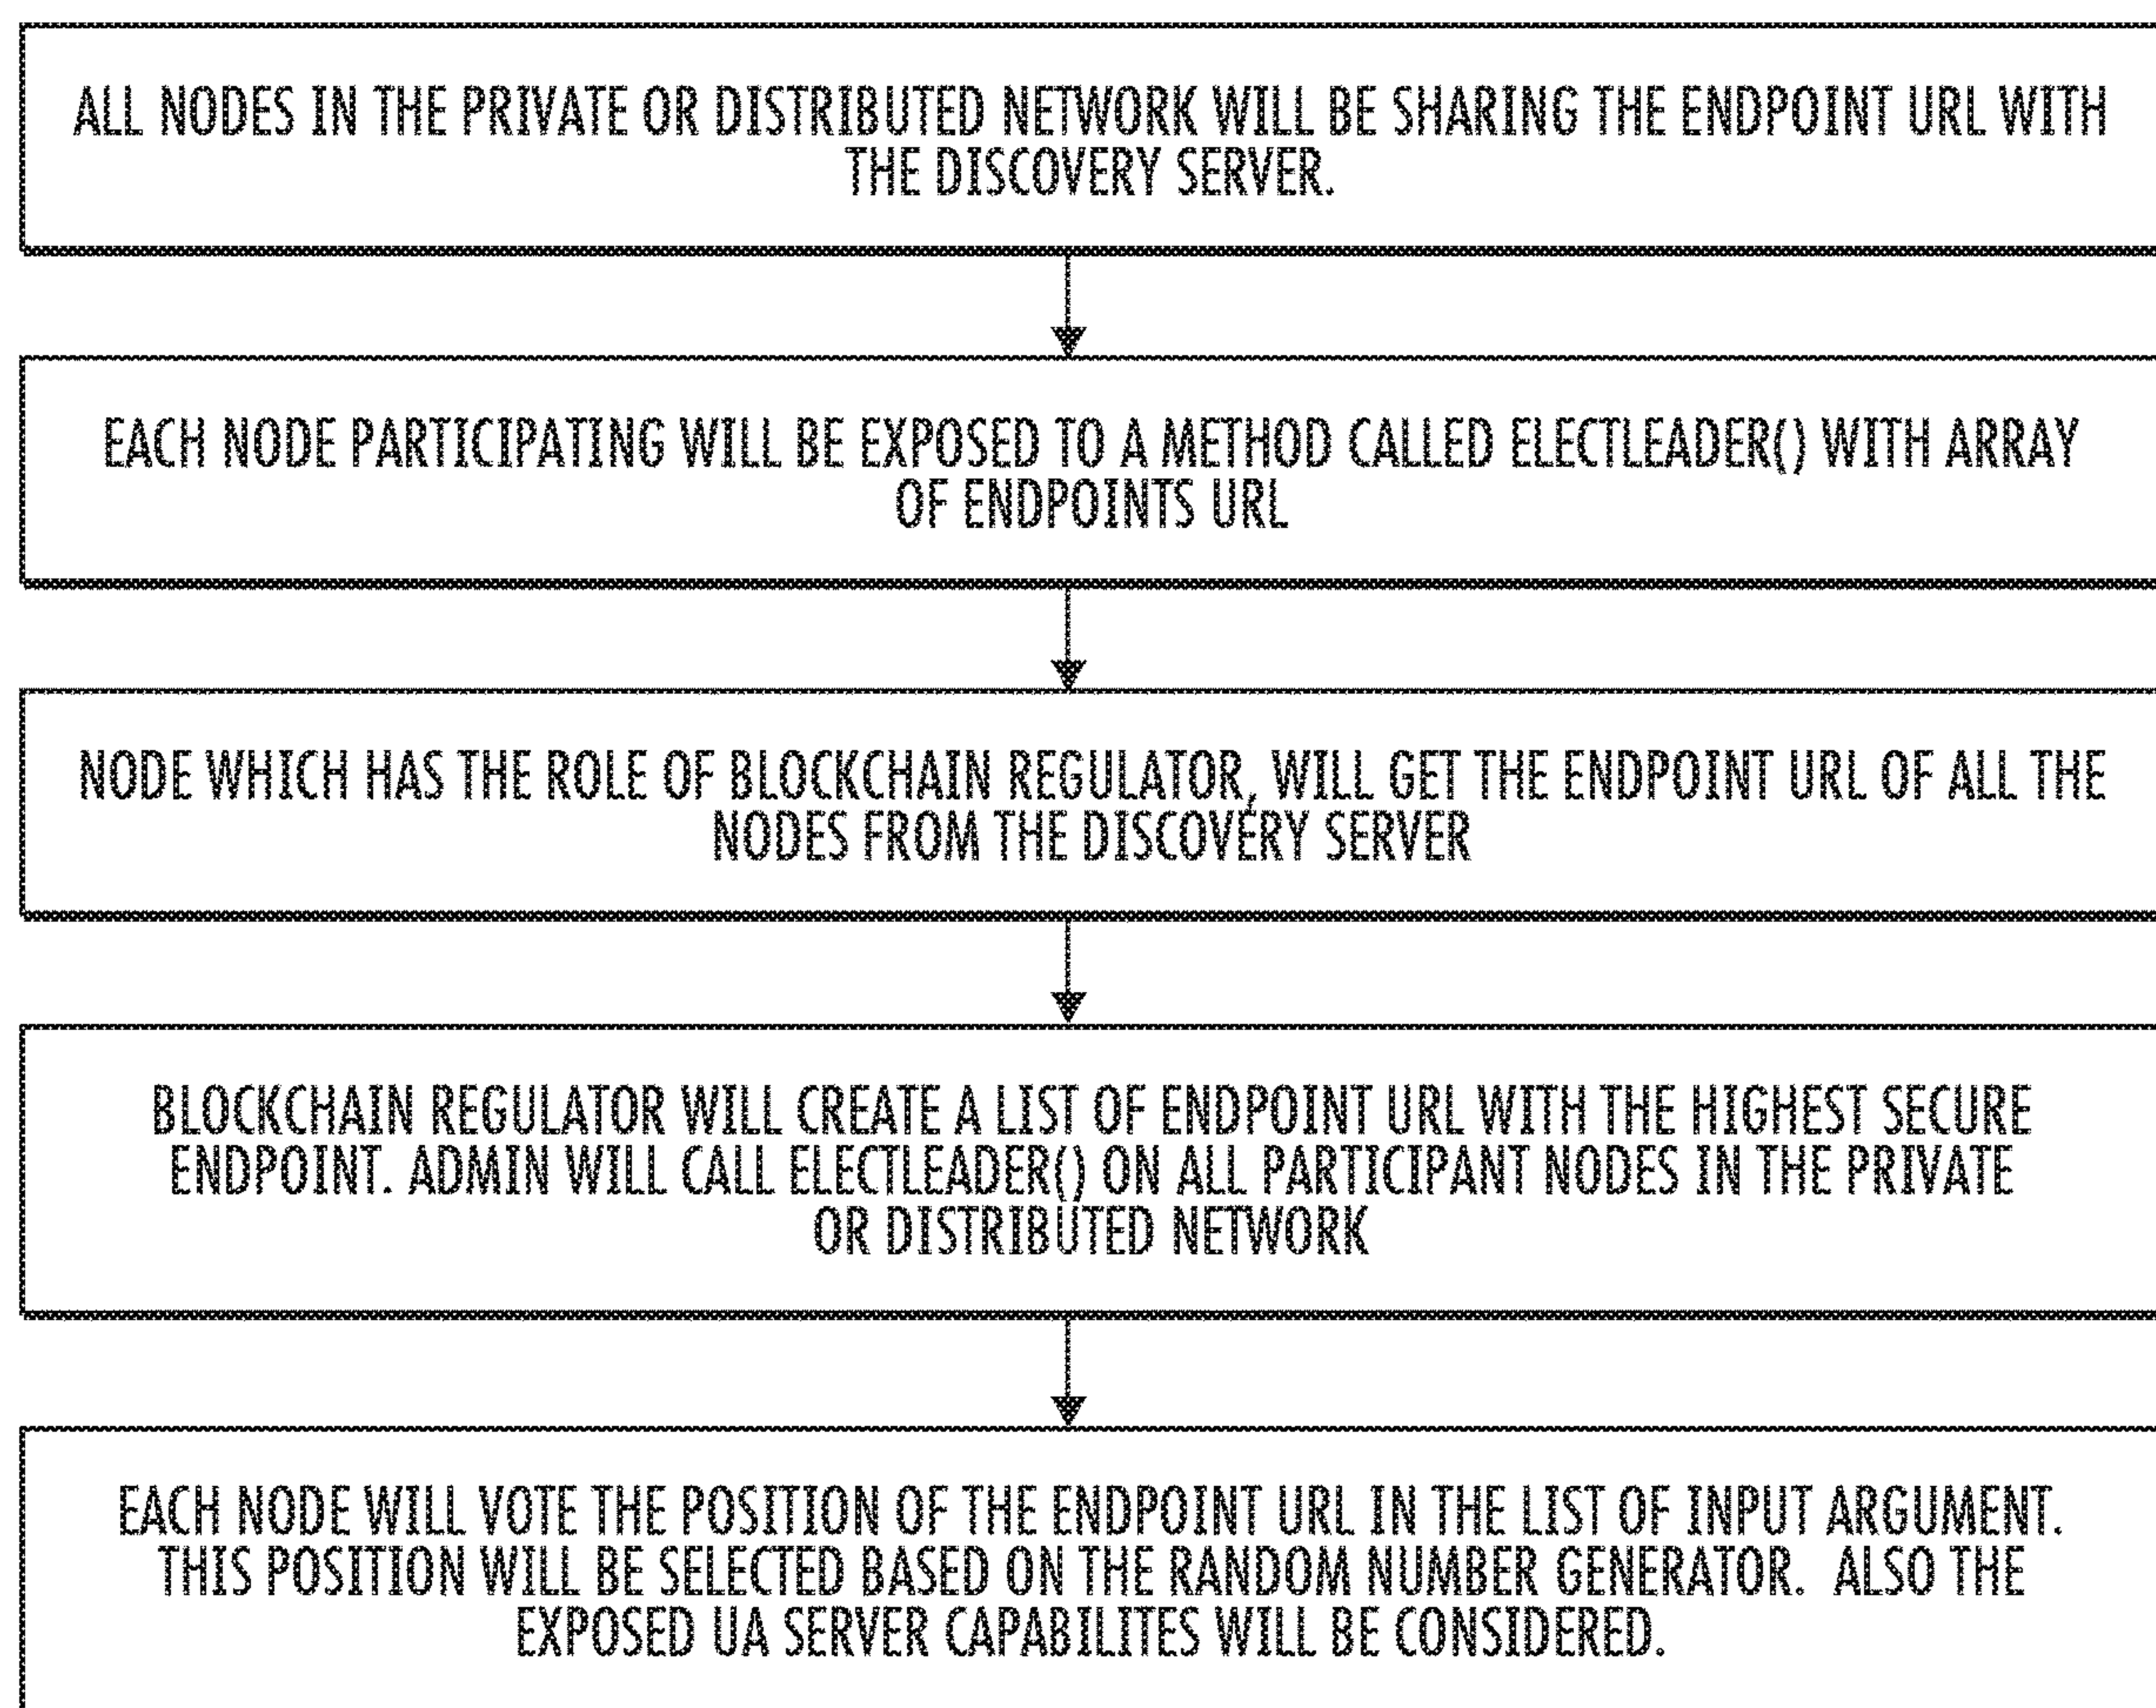 ALL NODES IN THE PRIVATE OR DISTRIBUTED NETWORK WILL BE SHARING THE ENDPOINT URL WITH
THE DISCOVERY SERVER.
EACH NODE PARTICIPATING WILL BE EXPOSED TO A METHOD CALLED ELECTLEADER() WITH ARRAY
OF ENDPOINTS URL
NODE WHICH HAS THE ROLE OF BLOCKCHAIN REGULATOR, WILL GET THE ENDPOINT URL OF ALL THE
NODES FROM THE DISCOVERY SERVER
BLOCKCHAIN REGULATOR WILL CREATE A LIST OF ENDPOINT URL WITH THE HIGHEST SECURE
ENDPOINT. ADMIN WILL CALL ELECTLEADER() ON ALL PARTICIPANT NODES IN THE PRIVATE
OR DISTRIBUTED NETWORK
EACH NODE WILL VOTE THE POSITION OF THE ENDPOINT URL IN THE LIST OF INPUT ARGUMENT.
THIS POSITION WILL BE SELECTED BASED ON THE RANDOM NUMBER GENERATOR. ALSO THE
EXPOSED UA SERVER CAPABILITES WILL BE CONSIDERED.